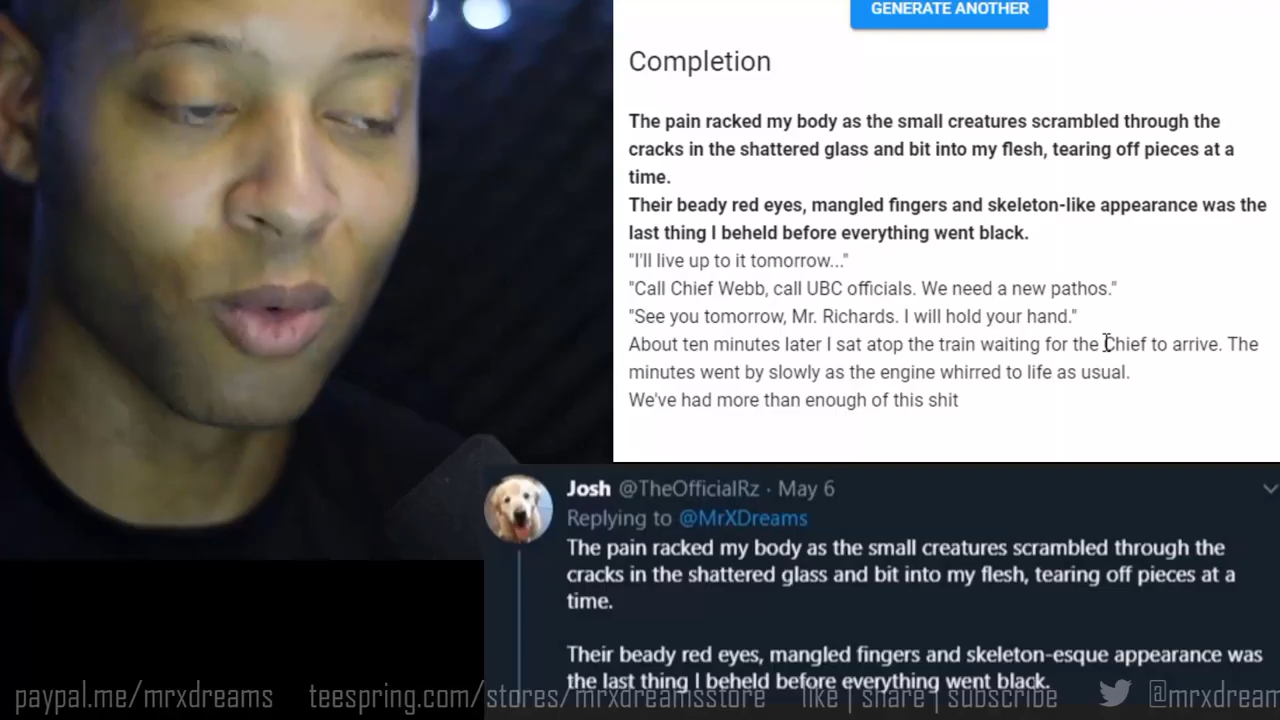 GENERATE ANOTHER
Completion
The pain racked my body as the small creatures scrambled through the
cracks in the shattered glass and bit into my flesh, tearing off pieces at a
time.
Their beady red eyes, mangled fingers and skeleton-like appearance was the
last thing I beheld before everything went black.
"I'll live up to it tomorrow..."
"Call Chief Webb, call UBC officials. We need a new pathos."
"See you tomorrow, Mr. Richards. I will hold your hand."
About ten minutes later I sat atop the train waiting for the Chief to arrive. The
minutes went by slowly as the engine whirred to life as usual.
We've had more than enough of this shit
Josh @TheOfficialRz · May 6
Replying to @MrXDreams
The pain racked my body as the small creatures scrambled through the
cracks in the shattered glass and bit into my flesh, tearing off pieces at a
time.
Their beady red eyes, mangled fingers and skeleton-esque appearance was
the last thing I beheld before everything went black.
paypal.me/mrxdreams teespring.com/stores/mrxdreamsstore like | share | subscribe @mrxdream